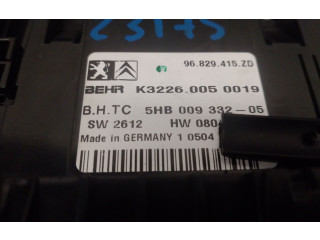 C3175
96.829.415.ZD
BEHR K3226.005 0019
B.H.TC 5HB 009 332-05
SW 2612 HW 080
Made in GERMANY 1 0504